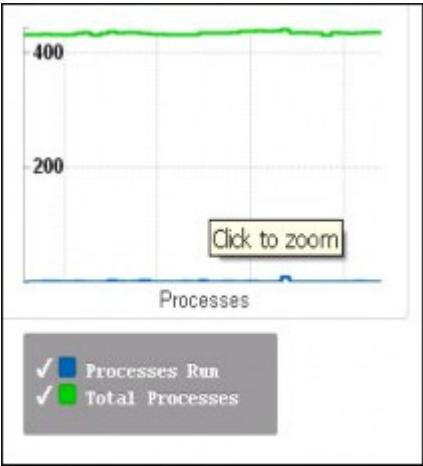 400
200
Click to zoom
Processes
✓ Processes Run
✓ Total Processes